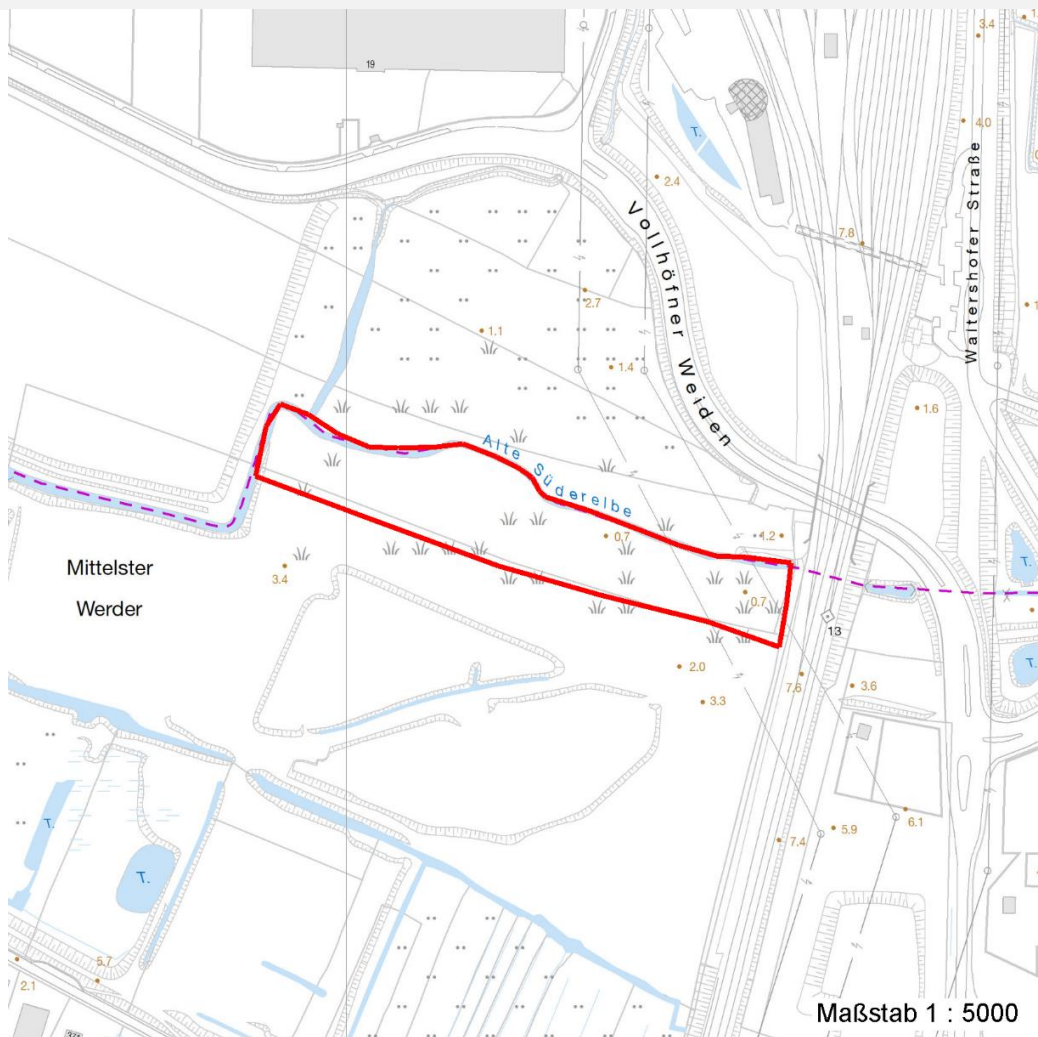 3.4
19
4.0
T.
2.4
Waltershofer Straße
7.8
Vollhöfner Weiden
2.7
1.1
1.4
1.6
Alte Süderelbe
0.7
1.2
T.
Mittelster
Werder
3.4
0.7
13
2.0
7.6
3.6
T.
3.3
6.1
T.
5.9
7.4
T.
5.7
2.1
Maßstab 1 : 5000